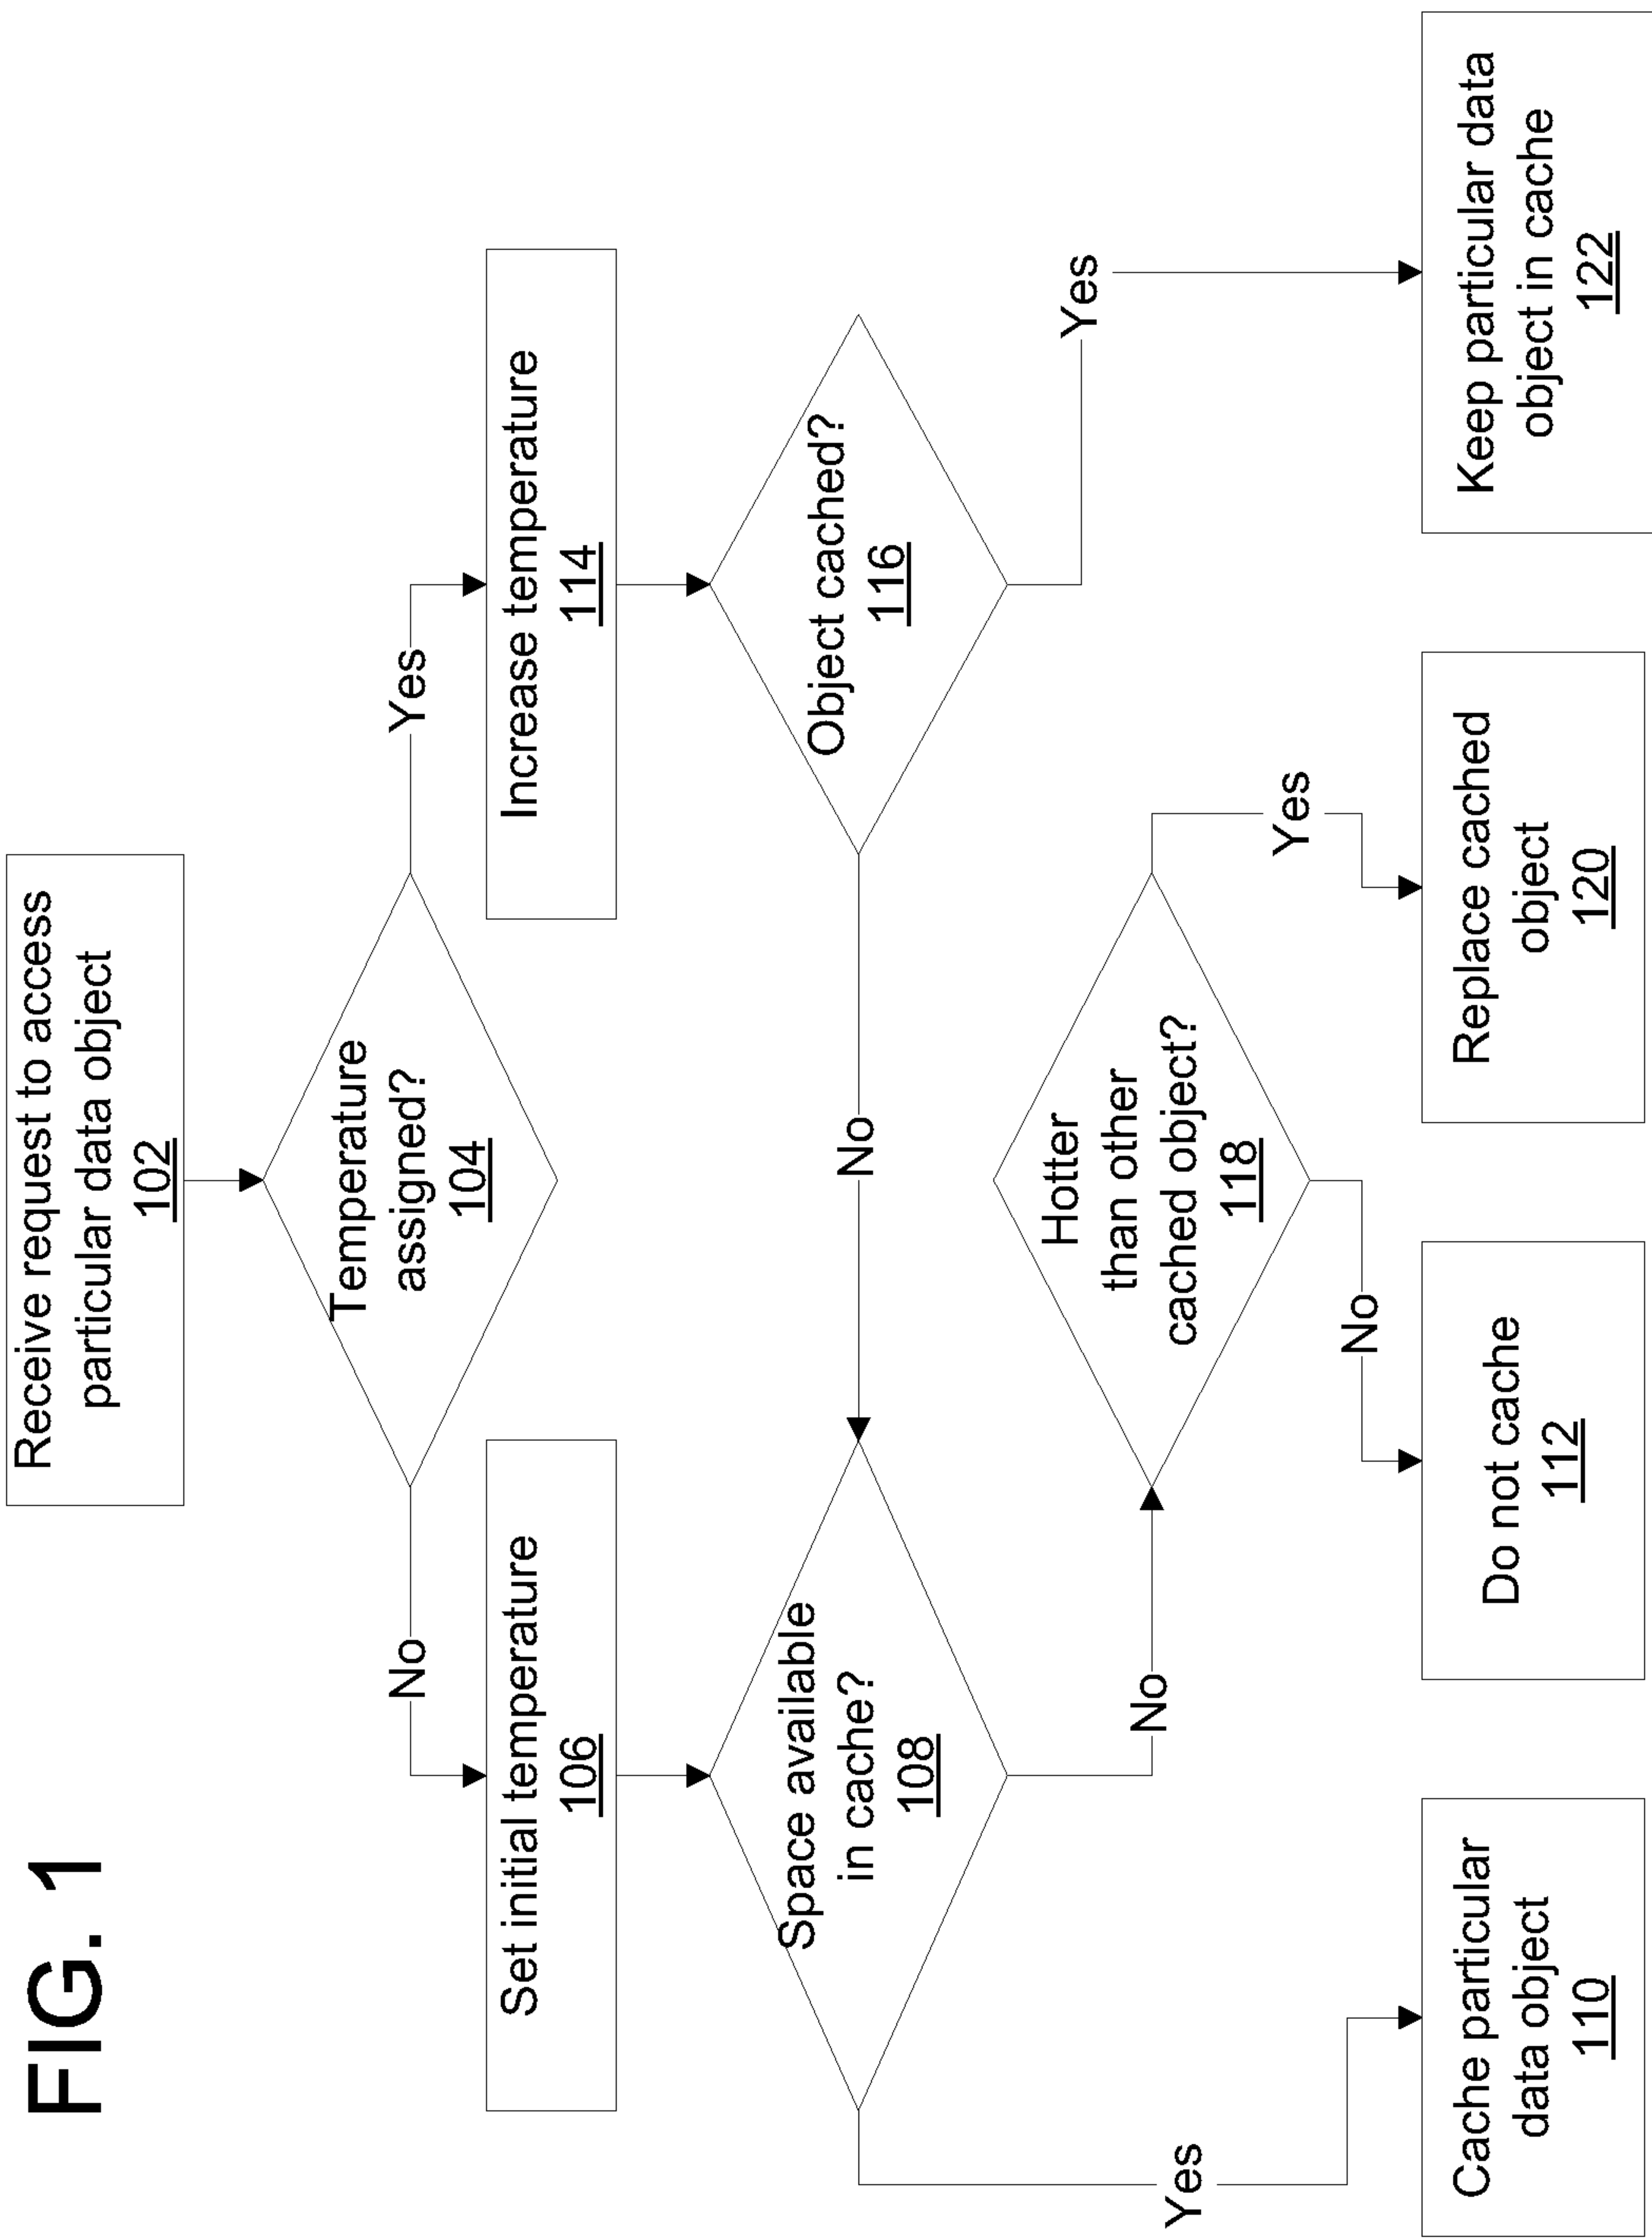 FIG. 1
Receive request to access
particular data object
102
Temperature
assigned?
104
No
Yes
Set initial temperature
106
Increase temperature
114
Space available
in cache?
108
No
Object cached?
116
Yes
No
Hotter
than other
cached object?
118
Yes
No
Yes
Cache particular
data object
110
Do not cache
112
Replace cached
object
120
Keep particular data
object in cache
122